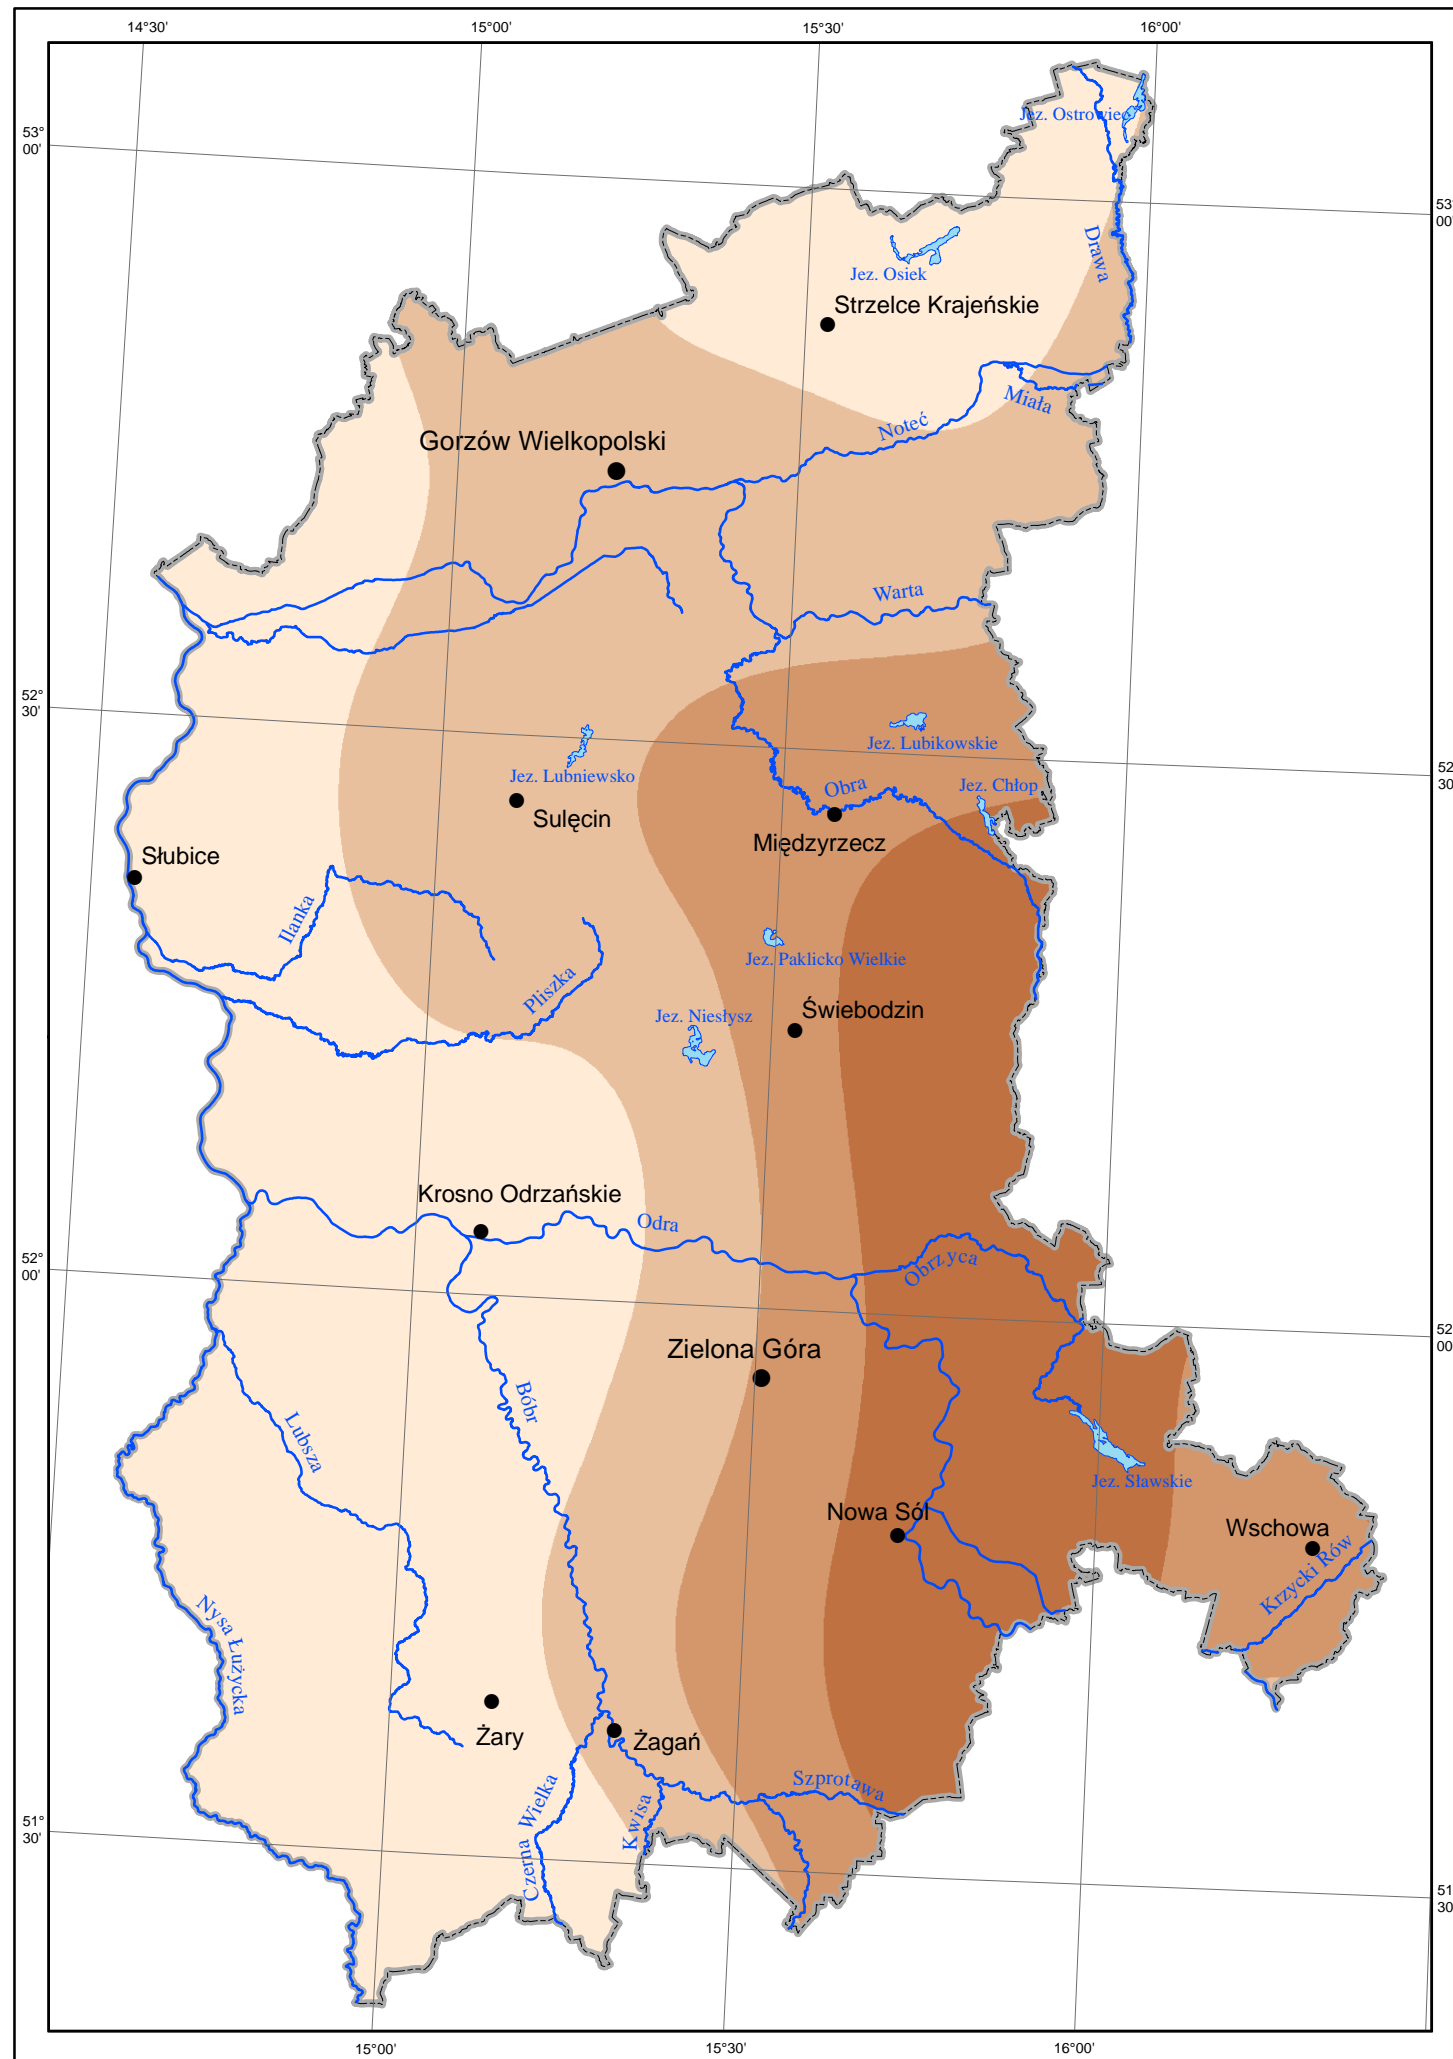 14°30'
15°00'
15°30'
16°00'
Jez. Ostrowiec
53°
00'
53°
00'
Drawa
Jez. Osiek
Strzelce Krajeńskie
Miała
Noteć
Gorzów Wielkopolski
Warta
52°
30'
Jez. Lubikowskie
52°
30'
Jez. Lubniewsko
Obra
Jez. Chłop
Sulęcin
Międzyrzecz
Słubice
Ilanka
Jez. Paklicko Wielkie
Pliszka
Świebodzin
Jez. Niesłysz
Krosno Odrzańskie
Odra
52°
00'
Obrzyca
52°
00'
Zielona Góra
Bóbr
Lubsza
Jez. Sławskie
Nowa Sól
Wschowa
Krzycki Rów
Nysa Łużycka
Żary
Żagań
Szprotawa
Czerna Wielka
Kwisa
51°
30'
51°
30'
15°00'
15°30'
16°00'